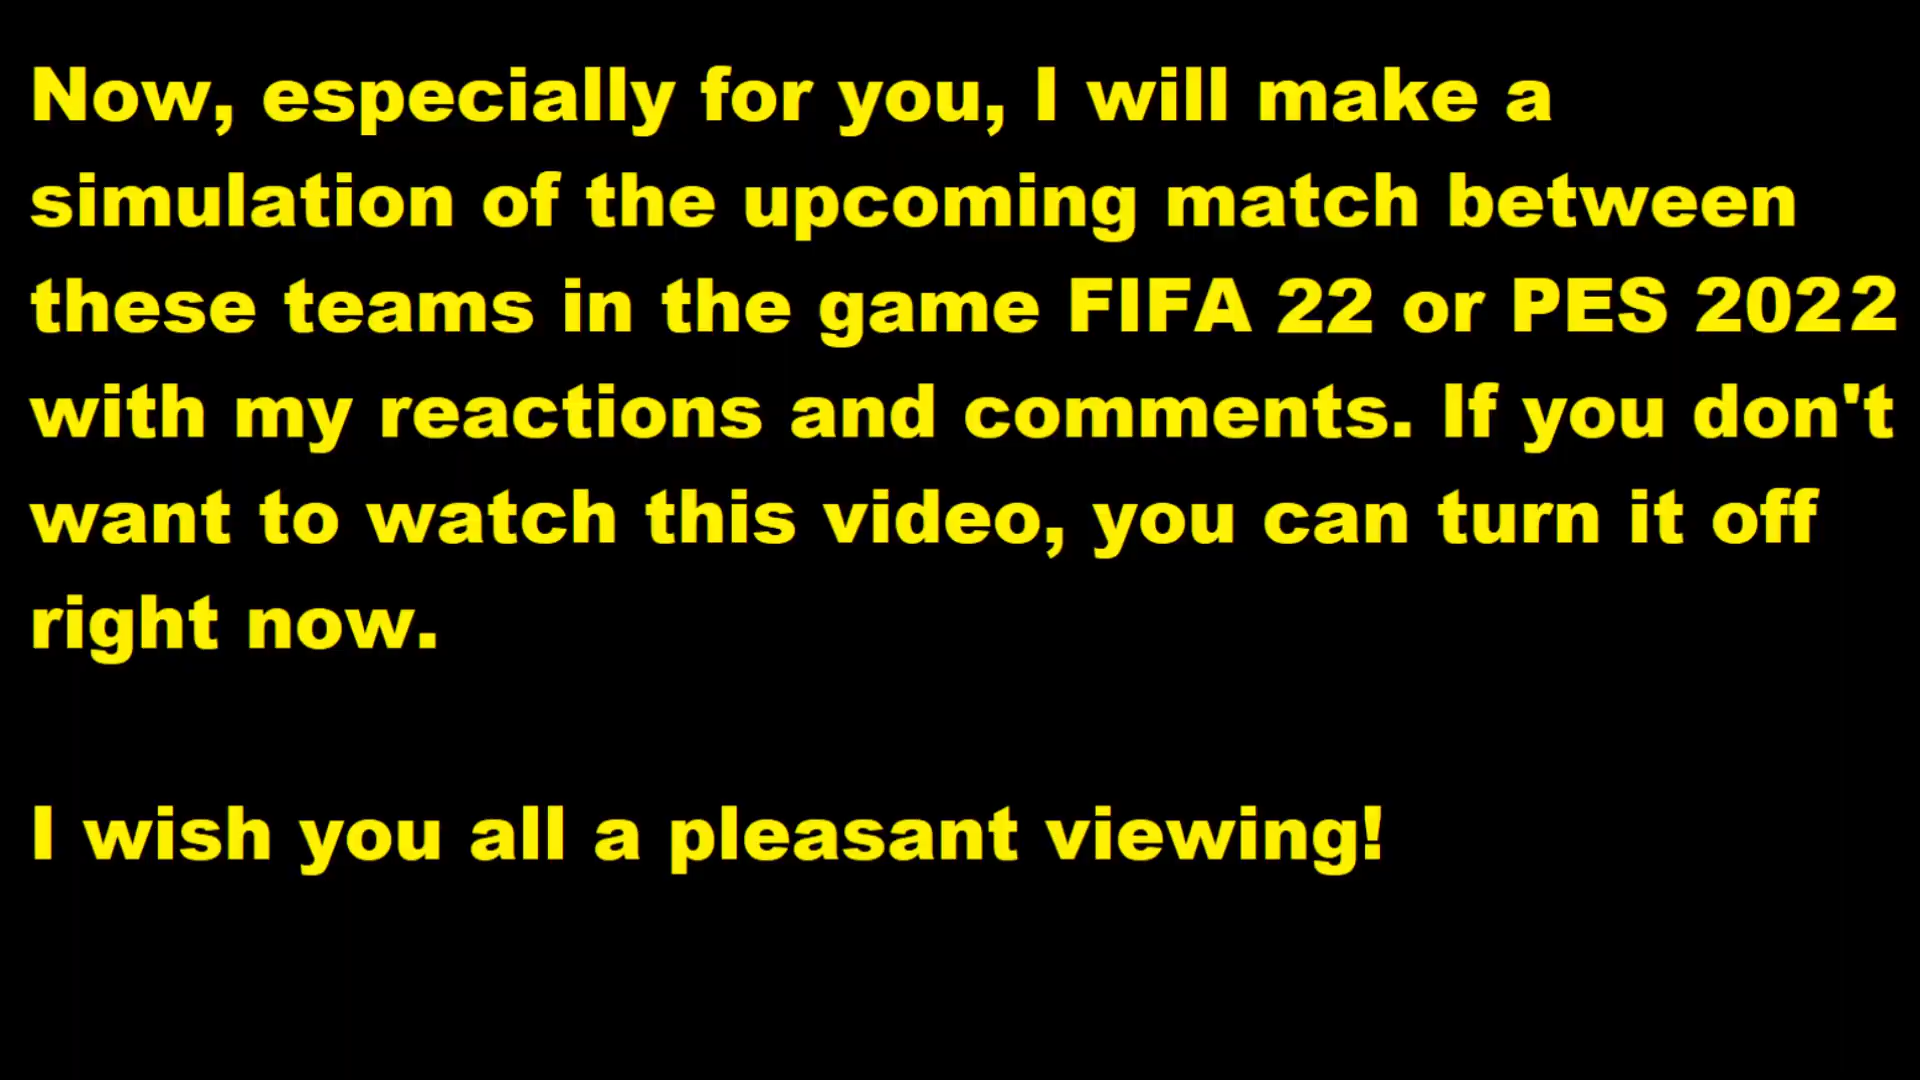 Now, especially for you, I will make a
simulation of the upcoming match between
these teams in the game FIFA 22 or PES 2022
with my reactions and comments. If you don't
want to watch this video, you can turn it off
right now.
I wish you all a pleasant viewing!